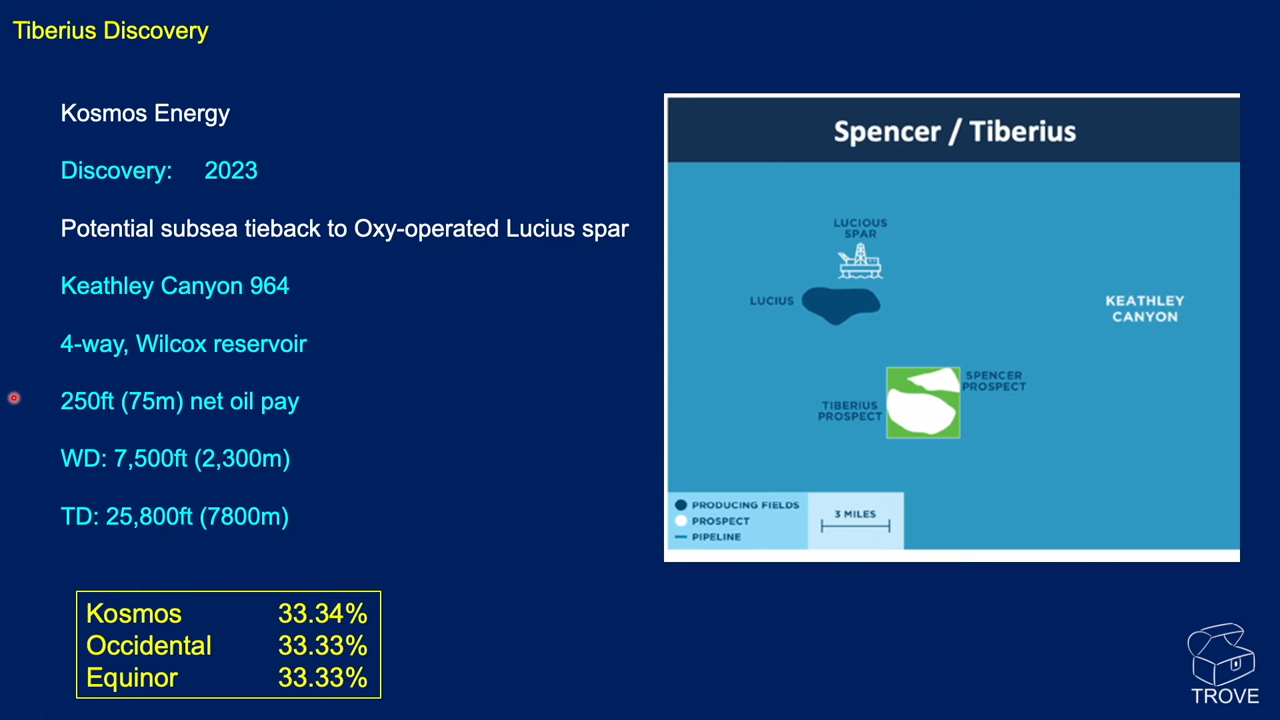 Tiberius Discovery
Kosmos Energy
Discovery: 2023
Potential subsea tieback to Oxy-operated Lucius spar
Keathley Canyon 964
4-way, Wilcox reservoir
250ft (75m) net oil pay
WD: 7,500ft (2,300m)
TD: 25,800ft (7800m)
Kosmos 33.34%
Occidental 33.33%
Equinor 33.33%
Spencer / Tiberius
LUCIOUS
SPAR
LUCIUS
KEATHLEY
CANYON
SPENCER
PROSPECT
TIBERIUS
PROSPECT
PRODUCING FIELDS
PROSPECT
PIPELINE
3 MILES
TROVE